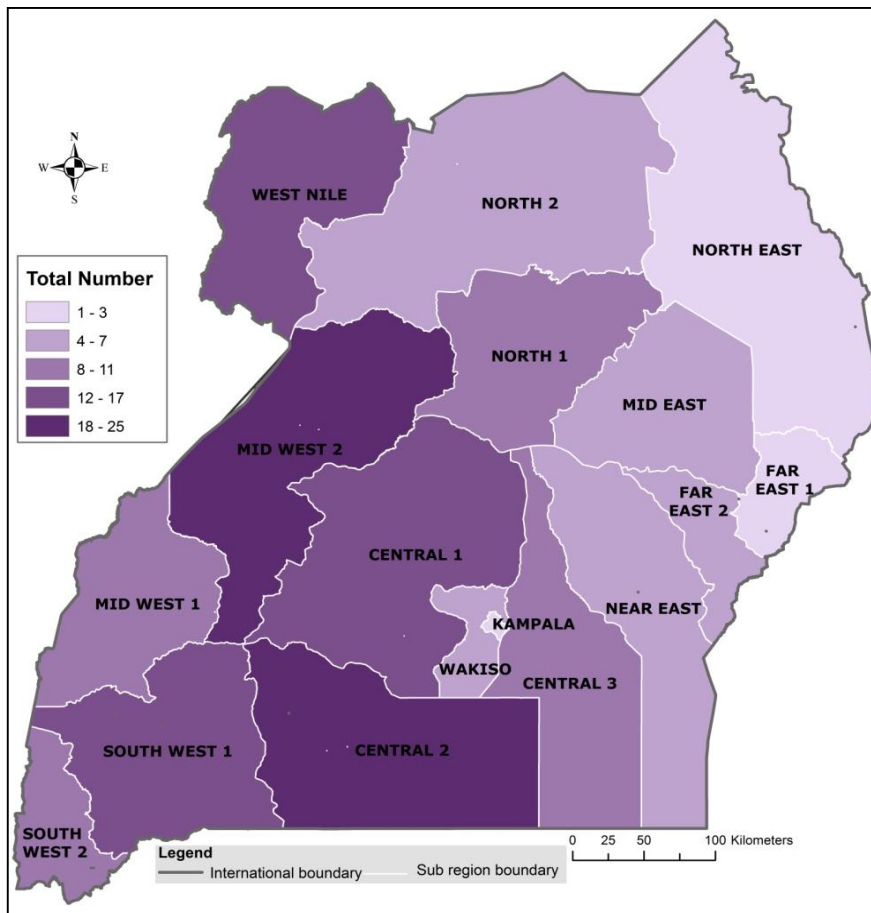 N
W E
S
WEST NILE
NORTH 2
NORTH EAST
Total Number
1 - 3
4 - 7
8 - 11
12 - 17
18 - 25
NORTH 1
MID EAST
MID WEST 2
FAR
EAST 1
FAR
EAST 2
CENTRAL 1
MID WEST 1
NEAR EAST
KAMPALA
WAKISO
CENTRAL 3
SOUTH WEST 1
CENTRAL 2
SOUTH
WEST 2
0 25 50 100 Kilometers
Legend
International boundary
Sub region boundary